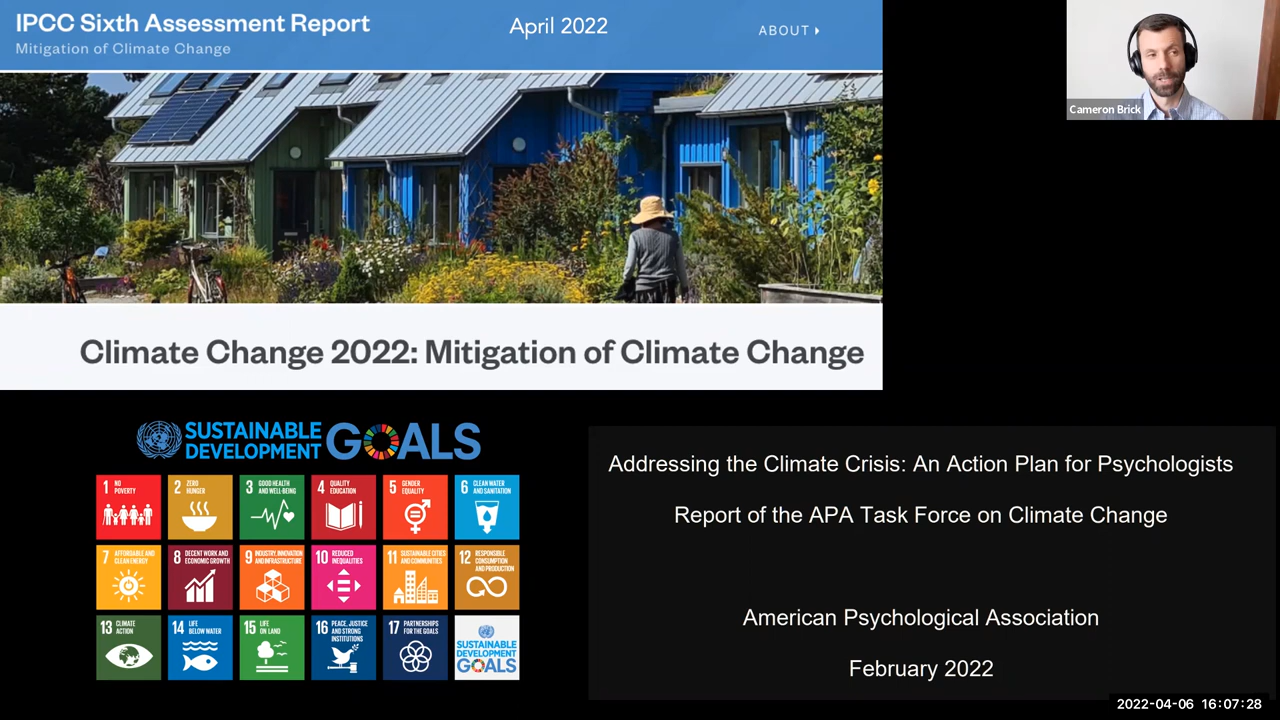 IPCC Sixth Assessment Report
Mitigation of Climate Change
April 2022
ABOUT
Cameron Brick
Climate Change 2022: Mitigation of Climate Change
SUSTAINABLE
DEVELOPMENT
GOALS
1 NO
POVERTY
2 ZERO
HUNGER
3 GOOD HEALTH
AND WELL-BEING
4 QUALITY
EDUCATION
5 GENDER
EQUALITY
6 CLEAN WATER
AND SANITATION
7 AFFORDABLE AND
CLEAN ENERGY
8 DECENT WORK AND
ECONOMIC GROWTH
9 INDUSTRY, INNOVATION
AND INFRASTRUCTURE
10 REDUCED
INEQUALITIES
11 SUSTAINABLE CITIES
AND COMMUNITIES
12 RESPONSIBLE
CONSUMPTION
AND PRODUCTION
13 CLIMATE
ACTION
14 LIFE
BELOW WATER
15 LIFE
ON LAND
16 PEACE, JUSTICE
AND STRONG
INSTITUTIONS
17 PARTNERSHIPS
FOR THE GOALS
SUSTAINABLE
DEVELOPMENT
GOALS
Addressing the Climate Crisis: An Action Plan for Psychologists
Report of the APA Task Force on Climate Change
American Psychological Association
February 2022
2022-04-06 16:07:28